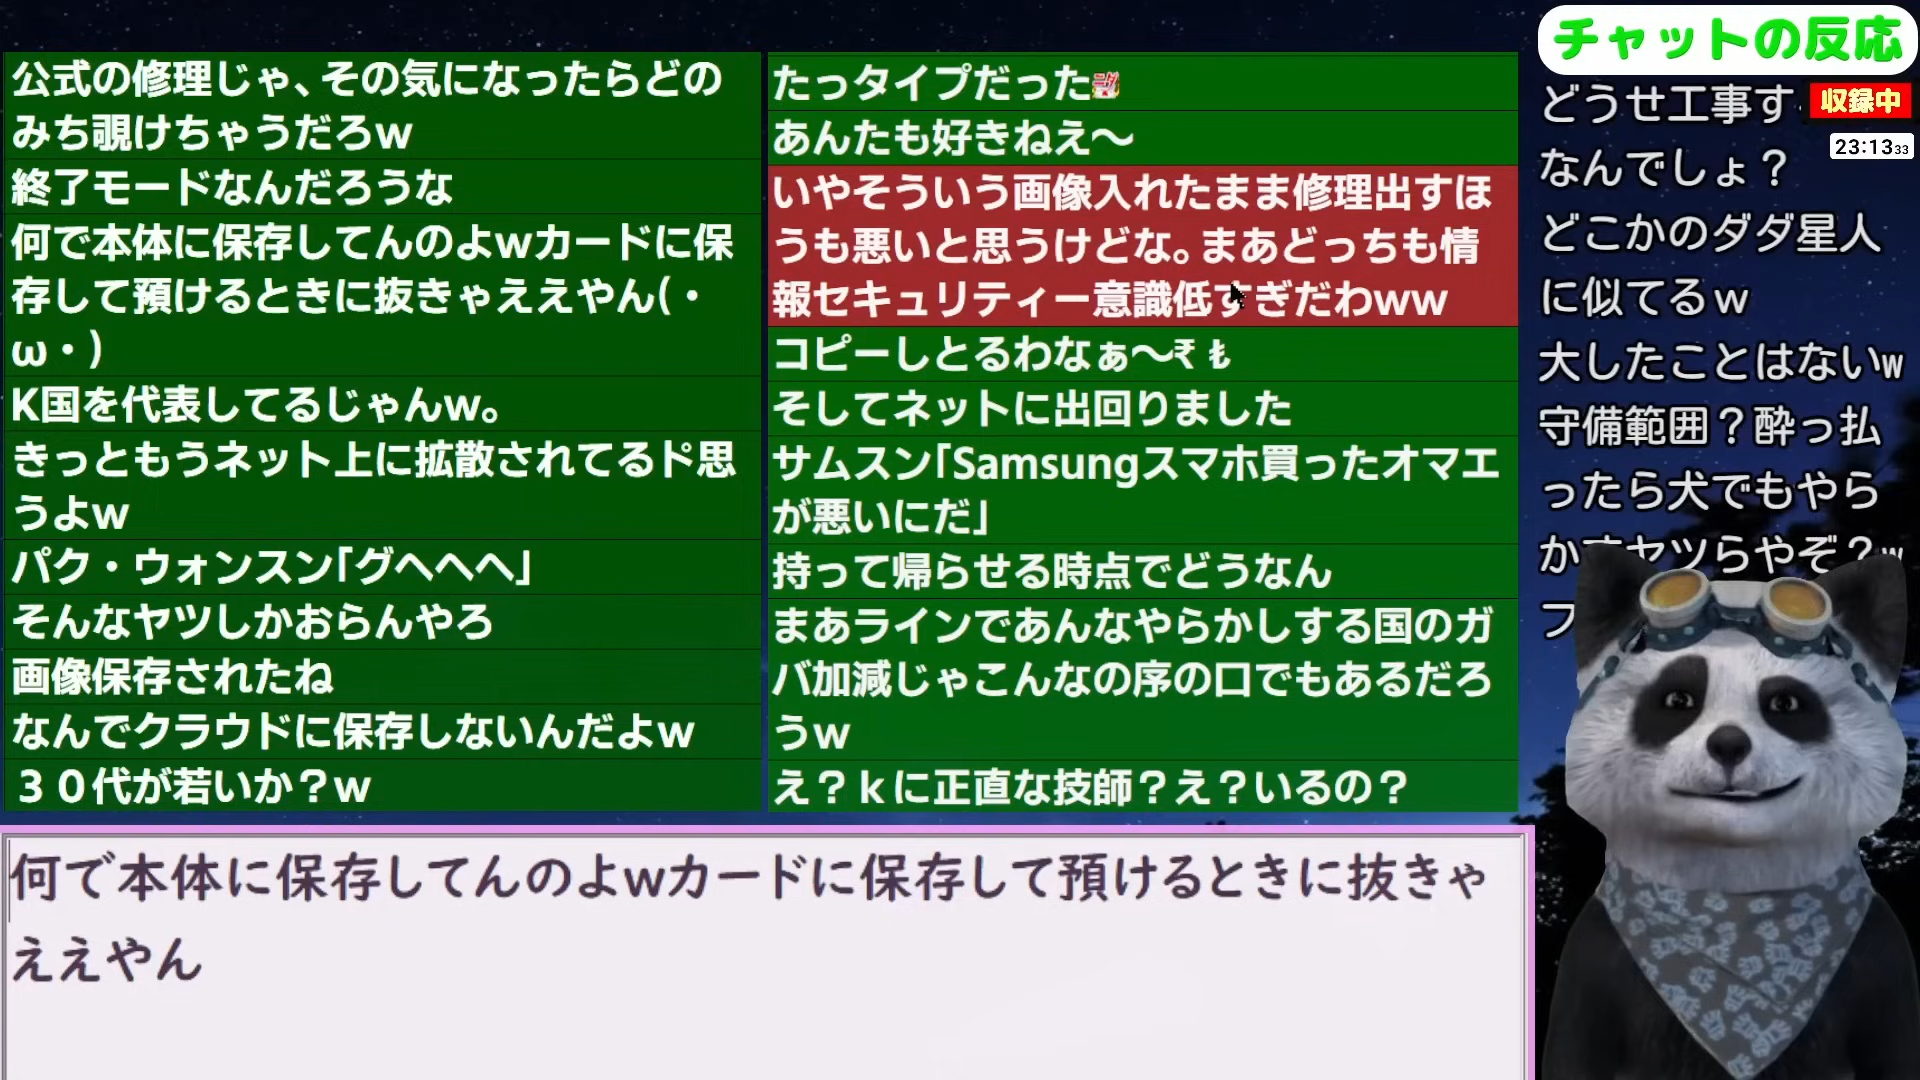 公式の修理じゃ、その気になったらどの
みち覗けちゃうだろw
終了モードなんだろうな
何で本体に保存してんのよwカードに保
存して預けるときに抜きゃええやん(・
ω・)
K国を代表してるじゃんw。
きっともうネット上に拡散されてるド思
うよw
パク・ウォンスン「グヘヘヘ」
そんなヤツしかおらんやろ
画像保存されたね
なんでクラウドに保存しないんだよw
３０代が若いか？w
たっタイプだった
あんたも好きねえ～
いやそういう画像入れたまま修理出すほ
うも悪いと思うけどな。まあどっちも情
報セキュリティー意識低すぎだわww
コピーしとるわなぁ～₹ ₺
そしてネットに出回りました
サムスン「Samsungスマホ買ったオマエ
が悪いにだ」
持って帰らせる時点でどうなん
まあラインであんなやらかしする国のガ
バ加減じゃこんなの序の口でもあるだろ
うw
え？kに正直な技師？え？いるの？
何で本体に保存してんのよwカードに保存して預けるときに抜きゃ
ええやん
チャットの反応
収録中
23:13 33
どうせ工事す
なんでしょ？
どこかのダダ星人
に似てるw
大したことはないw
守備範囲？酔っ払
ったら犬でもやら
かすヤツらやぞ？w
フ